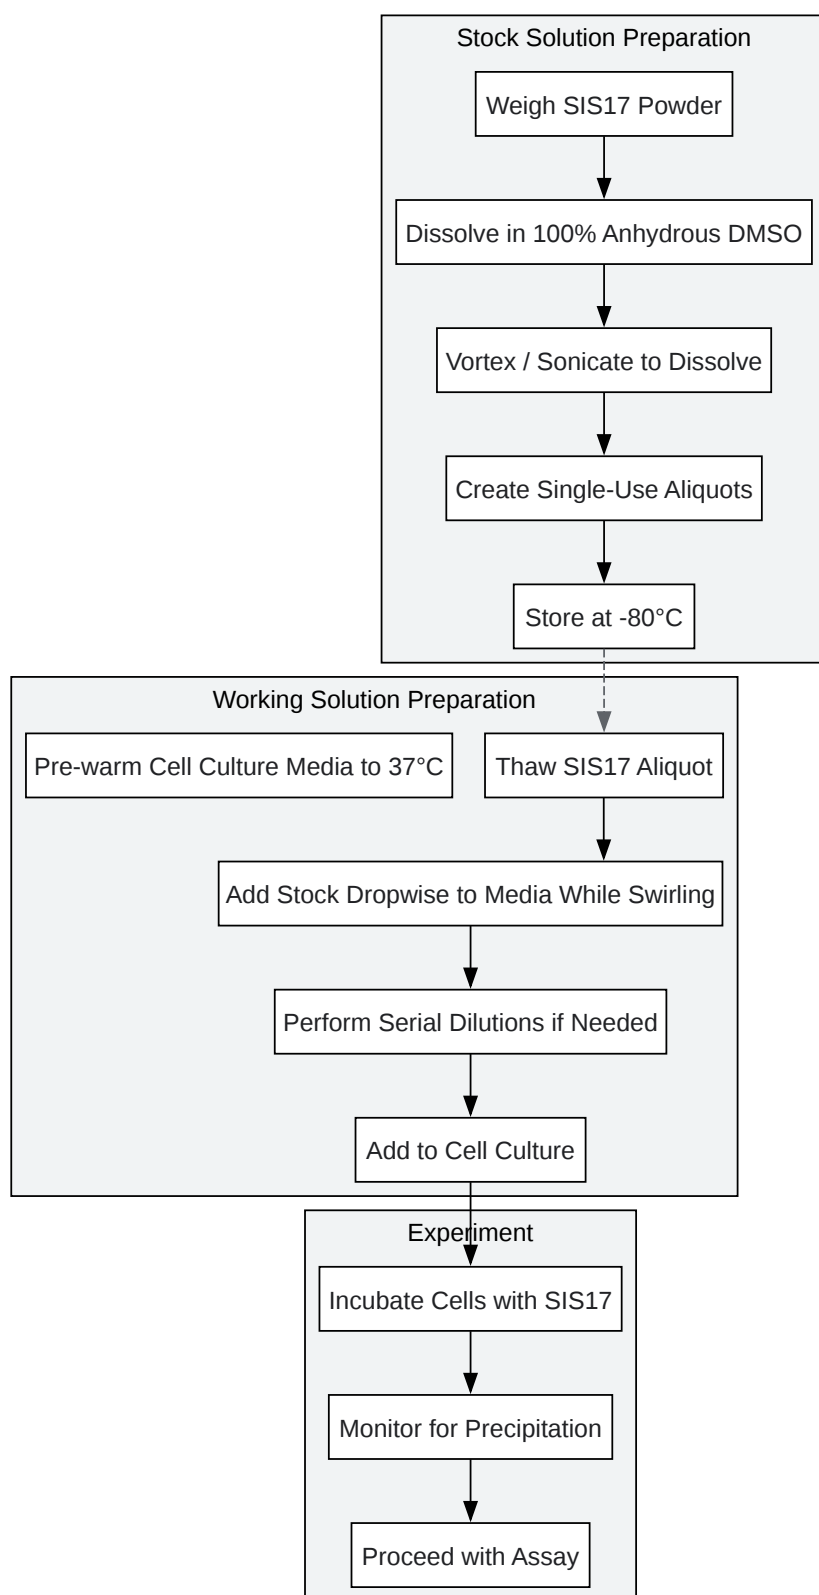 Stock Solution Preparation
Weigh SIS17 Powder
Dissolve in 100% Anhydrous DMSO
Vortex / Sonicate to Dissolve
Create Single-Use Aliquots
Store at -80°C
Working Solution Preparation
Pre-warm Cell Culture Media to 37°C
Thaw SIS17 Aliquot
Add Stock Dropwise to Media While Swirling
Perform Serial Dilutions if Needed
Add to Cell Culture
Experiment
Incubate Cells with SIS17
Monitor for Precipitation
Proceed with Assay